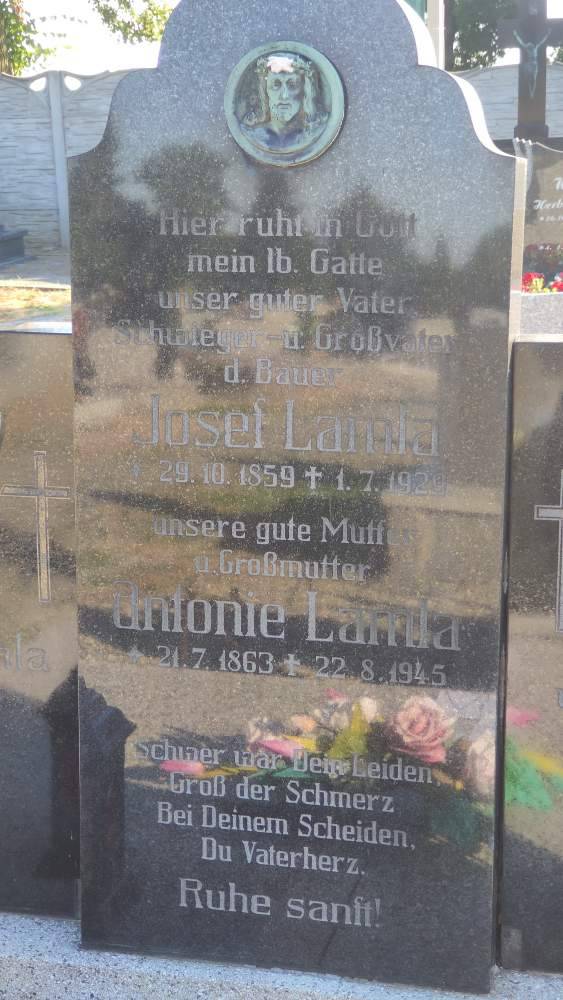 Hier ruht in Gott
mein lb. Gatte
unser guter Vater
Schwieger- u. Großvater
d. Bauer
Josef Lamla
* 29.10.1859 ✝ 1.7.1929
unsere gute Mutter
u. Großmutter
Antonie Lamla
* 21.7.1863 ✝ 22.8.1945
Schwer war Dein Leiden,
Groß der Schmerz
Bei Deinem Scheiden,
Du Vaterherz.
Ruhe sanft!